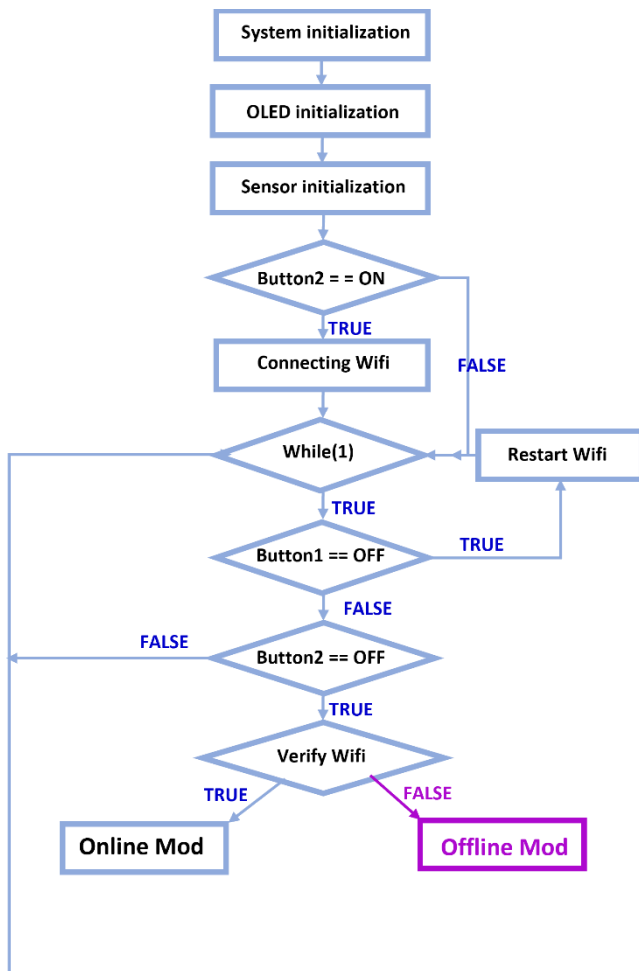 System initialization
OLED initialization
Sensor initialization
Button2 = = ON
TRUE
Connecting Wifi
FALSE
While(1)
Restart Wifi
TRUE
Button1 == OFF
TRUE
FALSE
Button2 == OFF
FALSE
TRUE
Verify Wifi
TRUE
FALSE
Online Mod
Offline Mod